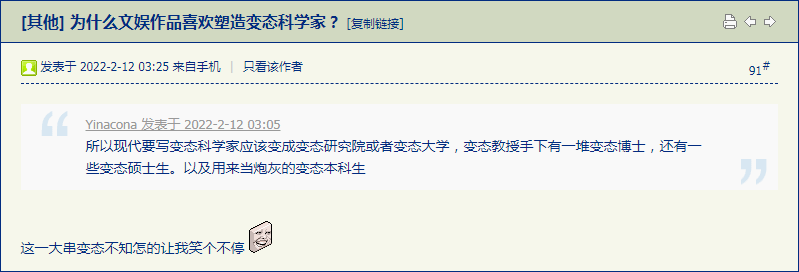 [其他] 为什么文娱作品喜欢塑造变态科学家？ [复制链接]
发表于 2022-2-12 03:25 来自手机 | 只看该作者
91#
Yinacona 发表于 2022-2-12 03:05
所以现代要写变态科学家应该变成变态研究院或者变态大学，变态教授手下有一堆变态博士，还有一
些变态硕士生。以及用来当炮灰的变态本科生
这一大串变态不知怎的让我笑个不停